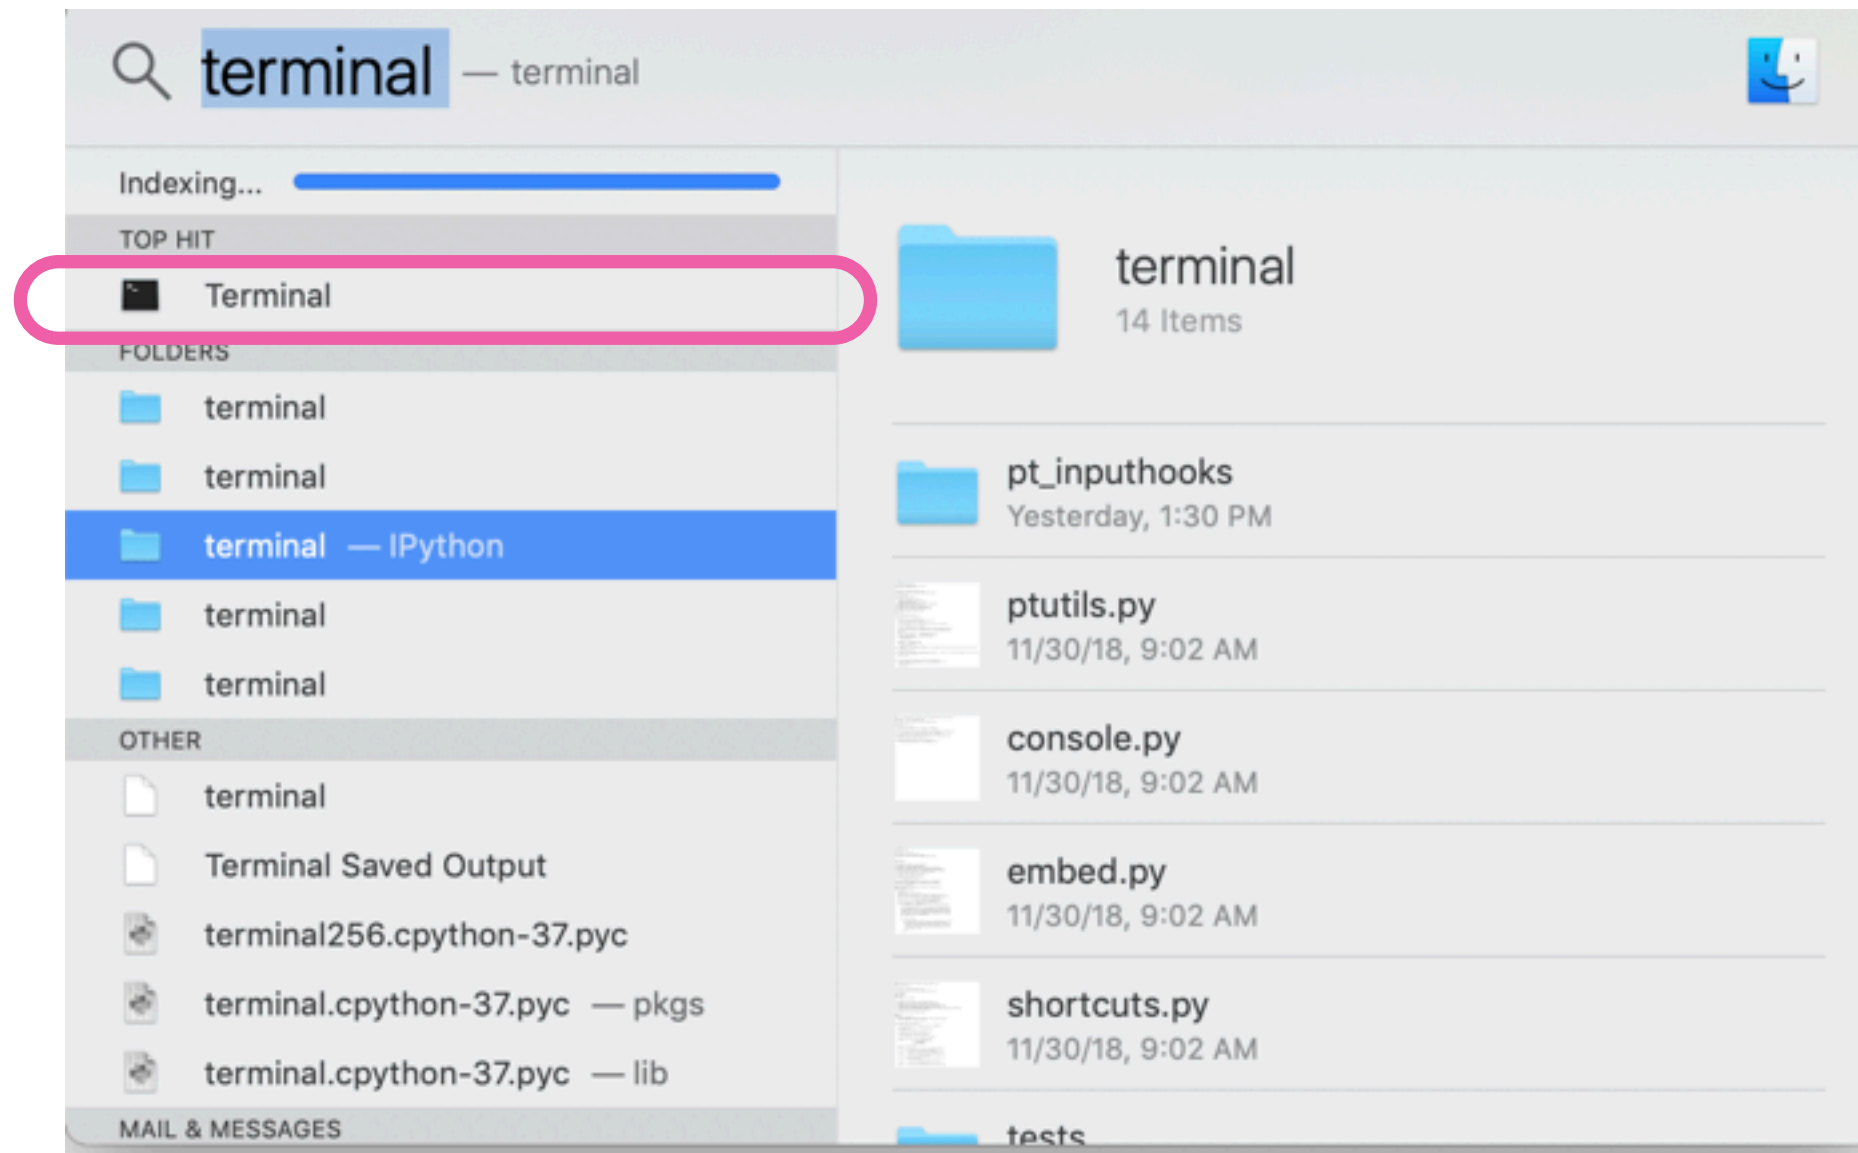 terminal — terminal
Indexing...
TOP HIT
Terminal
FOLDERS
terminal
terminal
terminal — IPython
terminal
terminal
OTHER
terminal
Terminal Saved Output
terminal256.cpython-37.pyc
terminal.cpython-37.pyc — pkgs
terminal.cpython-37.pyc — lib
MAIL & MESSAGES
terminal
14 Items
pt_inputhooks
Yesterday, 1:30 PM
ptutils.py
11/30/18, 9:02 AM
console.py
11/30/18, 9:02 AM
embed.py
11/30/18, 9:02 AM
shortcuts.py
11/30/18, 9:02 AM
tests